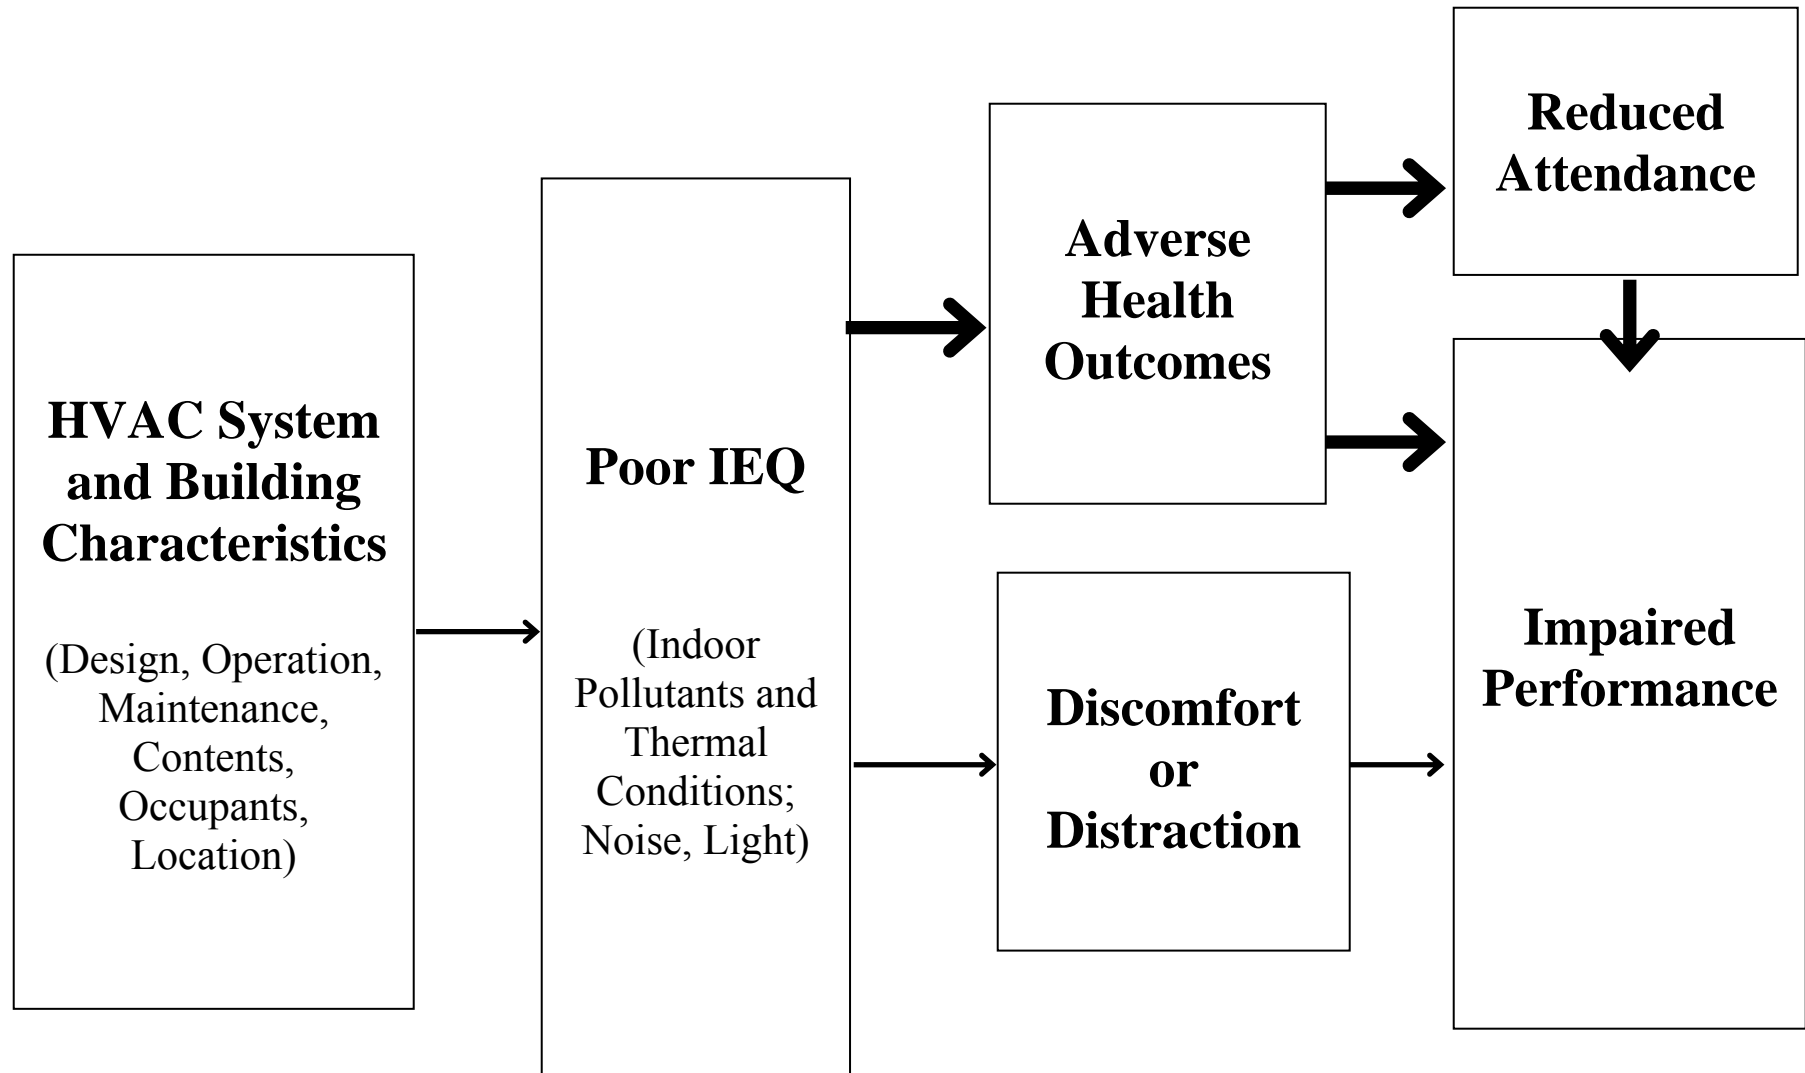 HVAC System
and Building
Characteristics
(Design, Operation,
Maintenance,
Contents,
Occupants,
Location)
Poor IEQ
(Indoor
Pollutants and
Thermal
Conditions;
Noise, Light)
Adverse
Health
Outcomes
Discomfort
or
Distraction
Reduced
Attendance
Impaired
Performance